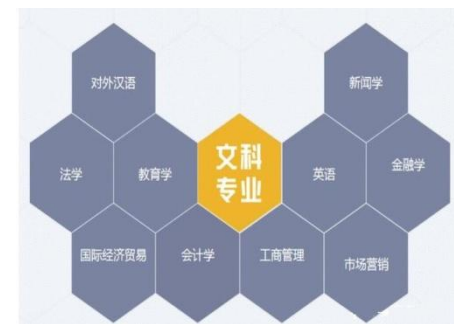 对外汉语
新闻学
法学
教育学
文科
专业
英语
金融学
国际经济贸易
会计学
工商管理
市场营销